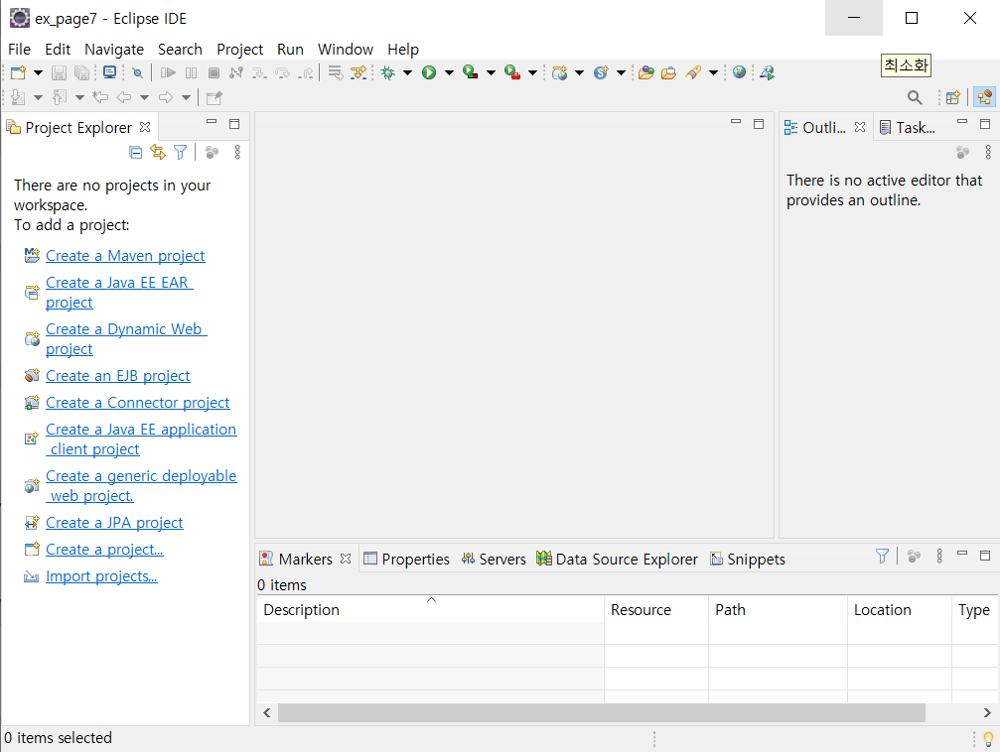 ex_page7 - Eclipse IDE
File Edit Navigate Search Project Run Window Help
최소화
Project Explorer
Outli...
Task...
There are no projects in your
workspace.
To add a project:
Create a Maven project
Create a Java EE EAR
project
Create a Dynamic Web
project
Create an EJB project
Create a Connector project
Create a Java EE application
client project
Create a generic deployable
web project.
Create a JPA project
Create a project...
Import projects...
There is no active editor that
provides an outline.
Markers Properties Servers Data Source Explorer Snippets
0 items
Description Resource Path Location Type
0 items selected